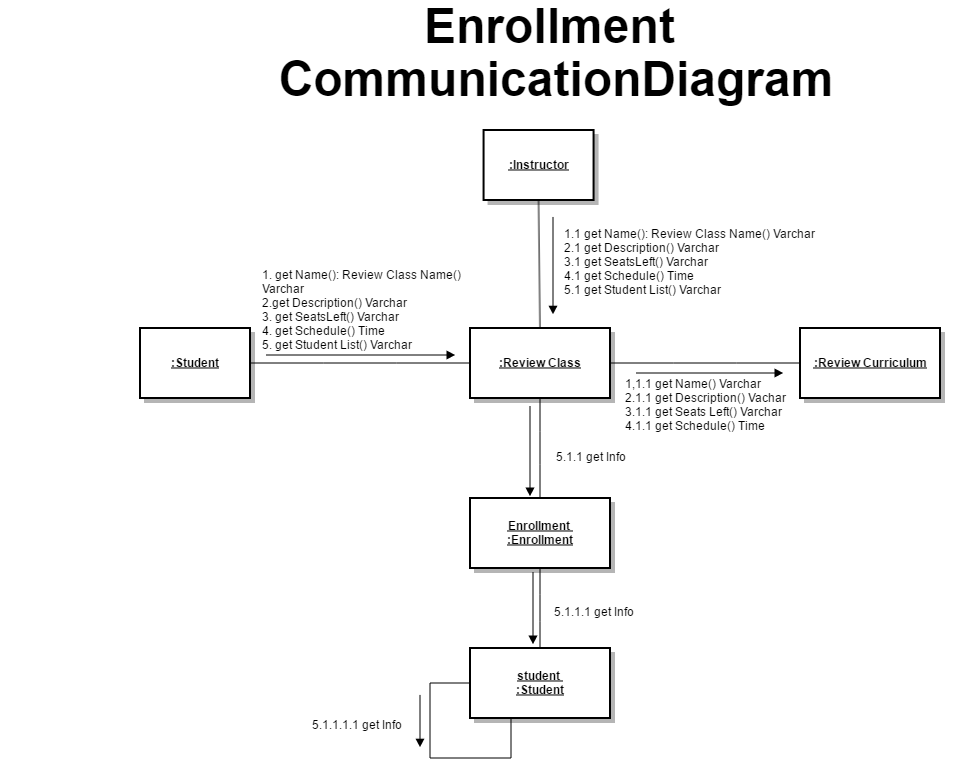 Enrollment
CommunicationDiagram
:Instructor
1.1 get Name(): Review Class Name() Varchar
2.1 get Description() Varchar
3.1 get SeatsLeft() Varchar
4.1 get Schedule() Time
5.1 get Student List() Varchar
1. get Name(): Review Class Name()
Varchar
2.get Description() Varchar
3. get SeatsLeft() Varchar
4. get Schedule() Time
5. get Student List() Varchar
:Student
:Review Class
:Review Curriculum
1,1.1 get Name() Varchar
2.1.1 get Description() Vachar
3.1.1 get Seats Left() Varchar
4.1.1 get Schedule() Time
5.1.1 get Info
Enrollment
:Enrollment
5.1.1.1 get Info
student
:Student
5.1.1.1.1 get Info